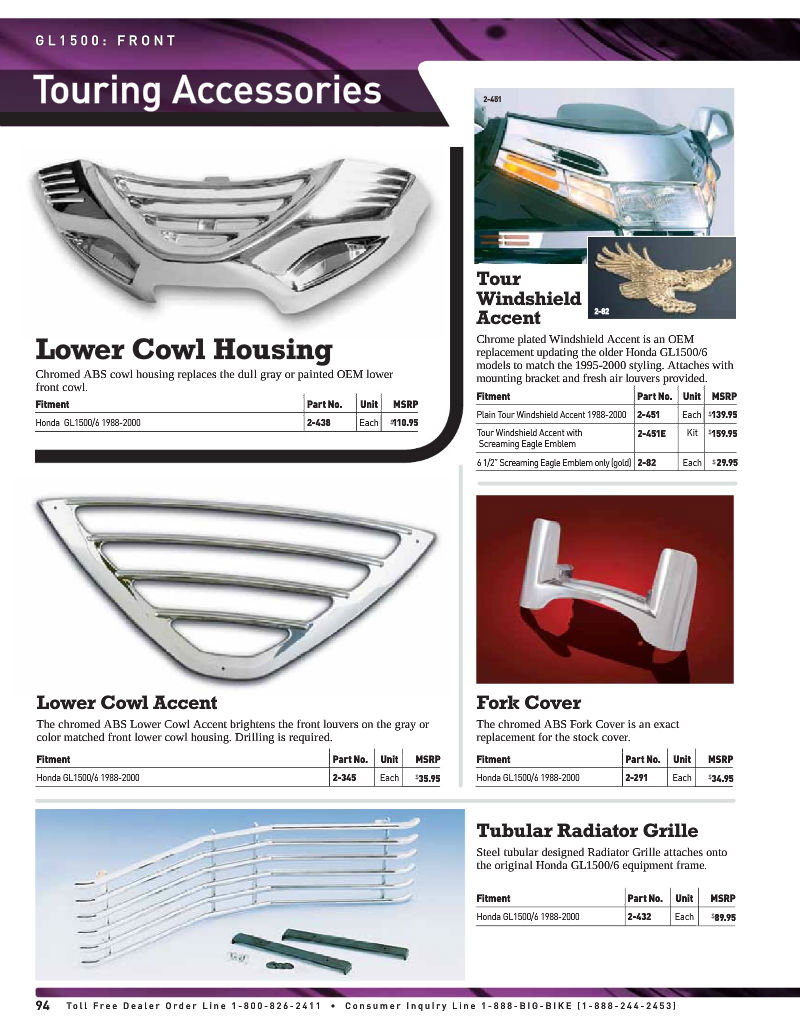 GL1500: FRONT
Touring Accessories
Lower Cowl Housing
Chromed ABS cowl housing replaces the dull gray or painted OEM lower
front cowl.
Fitment Part No. Unit MSRP
Honda GL1500/6 1988-2000 2-438 Each $110.95
2-451
2-82
Tour
Windshield
Accent
Chrome plated Windshield Accent is an OEM
replacement updating the older Honda GL1500/6
models to match the 1995-2000 styling. Attaches with
mounting bracket and fresh air louvers provided.
Fitment Part No. Unit MSRP
Plain Tour Windshield Accent 1988-2000 2-451 Each $139.95
Tour Windshield Accent with 2-451E Kit $159.95
Screaming Eagle Emblem
6 1/2" Screaming Eagle Emblem only (gold) 2-82 Each $29.95
Lower Cowl Accent
The chromed ABS Lower Cowl Accent brightens the front louvers on the gray or
color matched front lower cowl housing. Drilling is required.
Fitment Part No. Unit MSRP
Honda GL1500/6 1988-2000 2-345 Each $35.95
Fork Cover
The chromed ABS Fork Cover is an exact
replacement for the stock cover.
Fitment Part No. Unit MSRP
Honda GL1500/6 1988-2000 2-291 Each $34.95
Tubular Radiator Grille
Steel tubular designed Radiator Grille attaches onto
the original Honda GL1500/6 equipment frame.
Fitment Part No. Unit MSRP
Honda GL1500/6 1988-2000 2-432 Each $89.95
94 Toll Free Dealer Order Line 1-800-826-2411 • Consumer Inquiry Line 1-888-BIG-BIKE (1-888-244-2453)